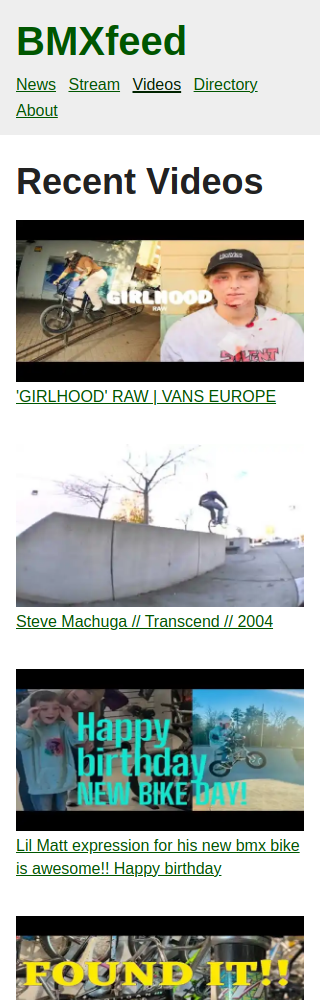 BMXfeed
News Stream Videos Directory
About
Recent Videos
GIRLHOOD
RAW
'GIRLHOOD' RAW | VANS EUROPE
Steve Machuga // Transcend // 2004
Happy
birthday
NEW BIKE DAY!
Lil Matt expression for his new bmx bike
is awesome!! Happy birthday
FOUND IT!!